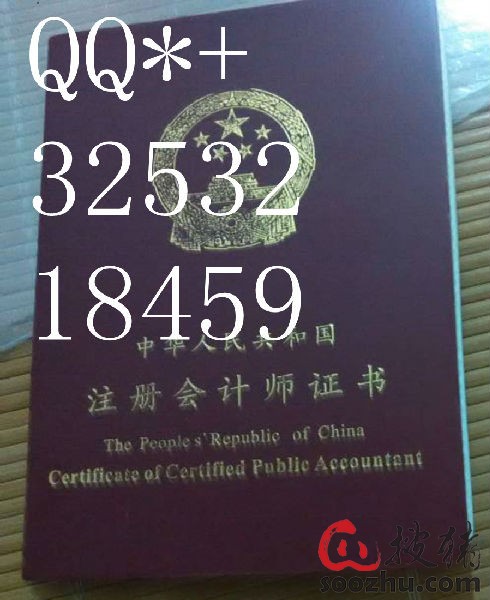 QQ*+
32532
18459
中华人民共和国
注册会计师证书
The People's' Republic of China
Certificate of Certified Public Accountant
搜辅
soozhu.com